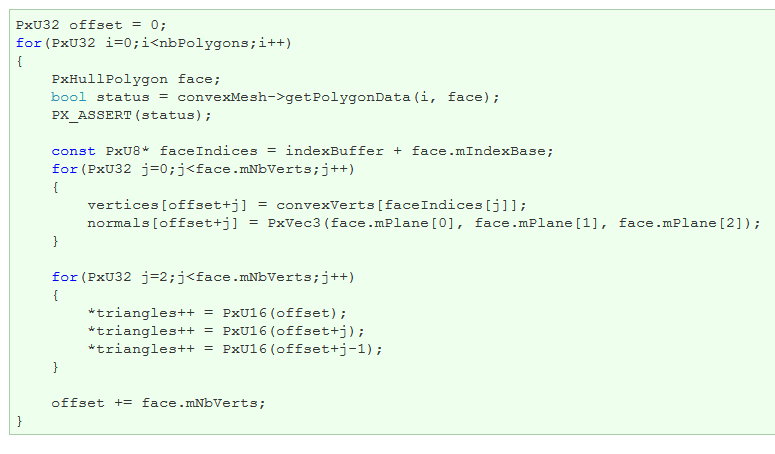 PxU32 offset = 0;
for(PxU32 i=0;i<nbPolygons;i++)
{
    PxHullPolygon face;
    bool status = convexMesh->getPolygonData(i, face);
    PX_ASSERT(status);

    const PxU8* faceIndices = indexBuffer + face.mIndexBase;
    for(PxU32 j=0;j<face.mNbVerts;j++)
    {
        vertices[offset+j] = convexVerts[faceIndices[j]];
        normals[offset+j] = PxVec3(face.mPlane[0], face.mPlane[1], face.mPlane[2]);
    }

    for(PxU32 j=2;j<face.mNbVerts;j++)
    {
        *triangles++ = PxU16(offset);
        *triangles++ = PxU16(offset+j);
        *triangles++ = PxU16(offset+j-1);
    }

    offset += face.mNbVerts;
}